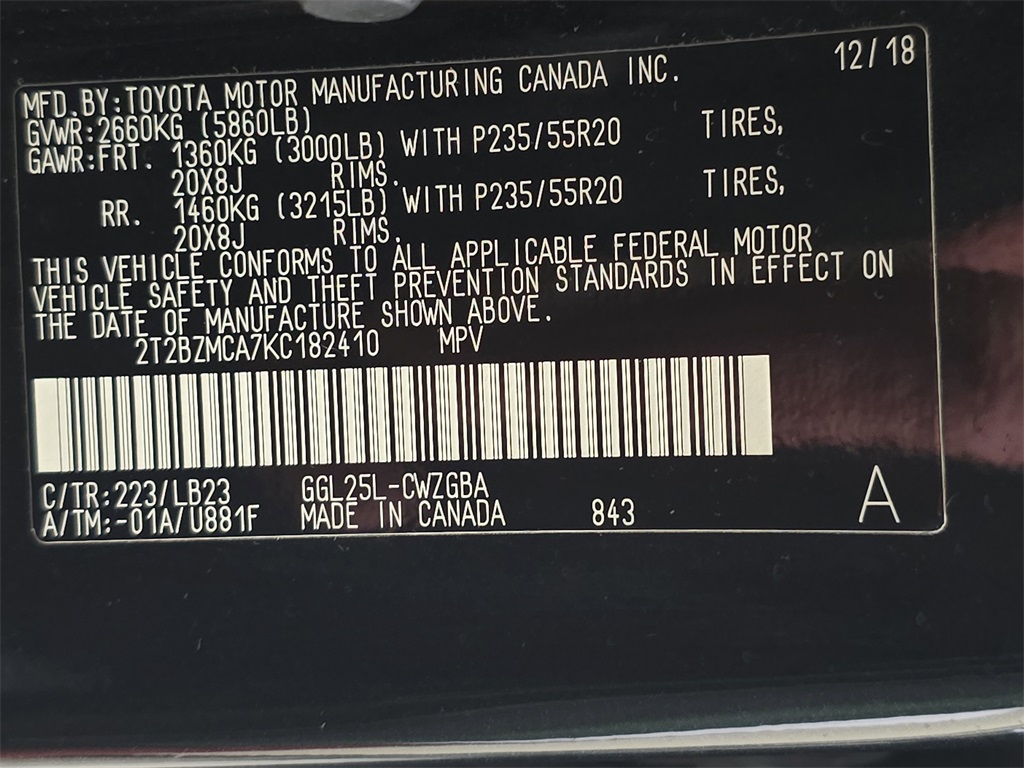 12/18
MFD.BY:TOYOTA MOTOR MANUFACTURING CANADA INC.
GVWR:2660KG (5860LB)
GAWR:FRT. 1360KG (3000LB) WITH P235/55R20 TIRES,
20X8J RIMS.
RR. 1460KG (3215LB) WITH P235/55R20 TIRES,
20X8J RIMS.
THIS VEHICLE CONFORMS TO ALL APPLICABLE FEDERAL MOTOR
VEHICLE SAFETY AND THEFT PREVENTION STANDARDS IN EFFECT ON
THE DATE OF MANUFACTURE SHOWN ABOVE.
2T2BZMCA7KC182410 MPV
C/TR:223/LB23 GGL25L-CWZGBA
A/TM:-01A/U881F MADE IN CANADA 843 A